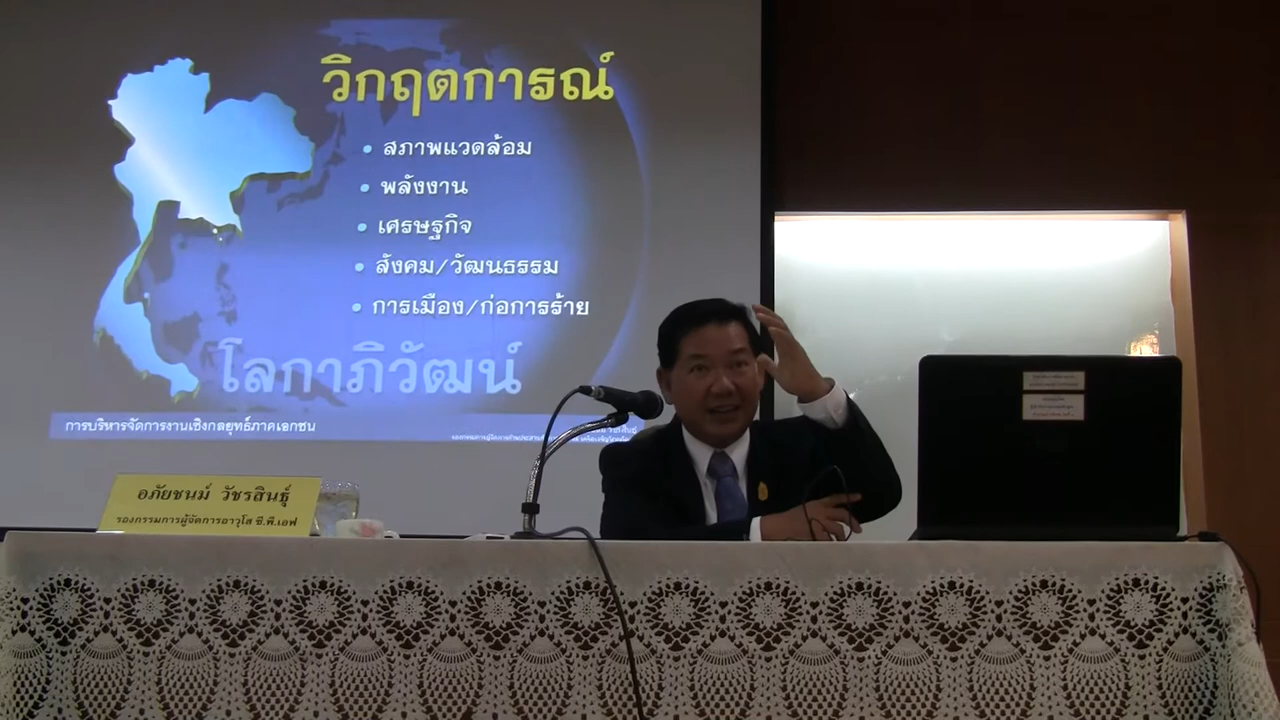 วิกฤตการณ์
• สภาพแวดล้อม
• พลังงาน
• เศรษฐกิจ
• สังคม/วัฒนธรรม
• การเมือง/ก่อการร้าย
โลกาภิวัฒน์
การบริหารจัดการงานเชิงกลยุทธ์ภาคเอกชน
อภัยชนม์ วัชรสินธุ์
รองกรรมการผู้จัดการอาวุโส ซี.พี.เอฟ